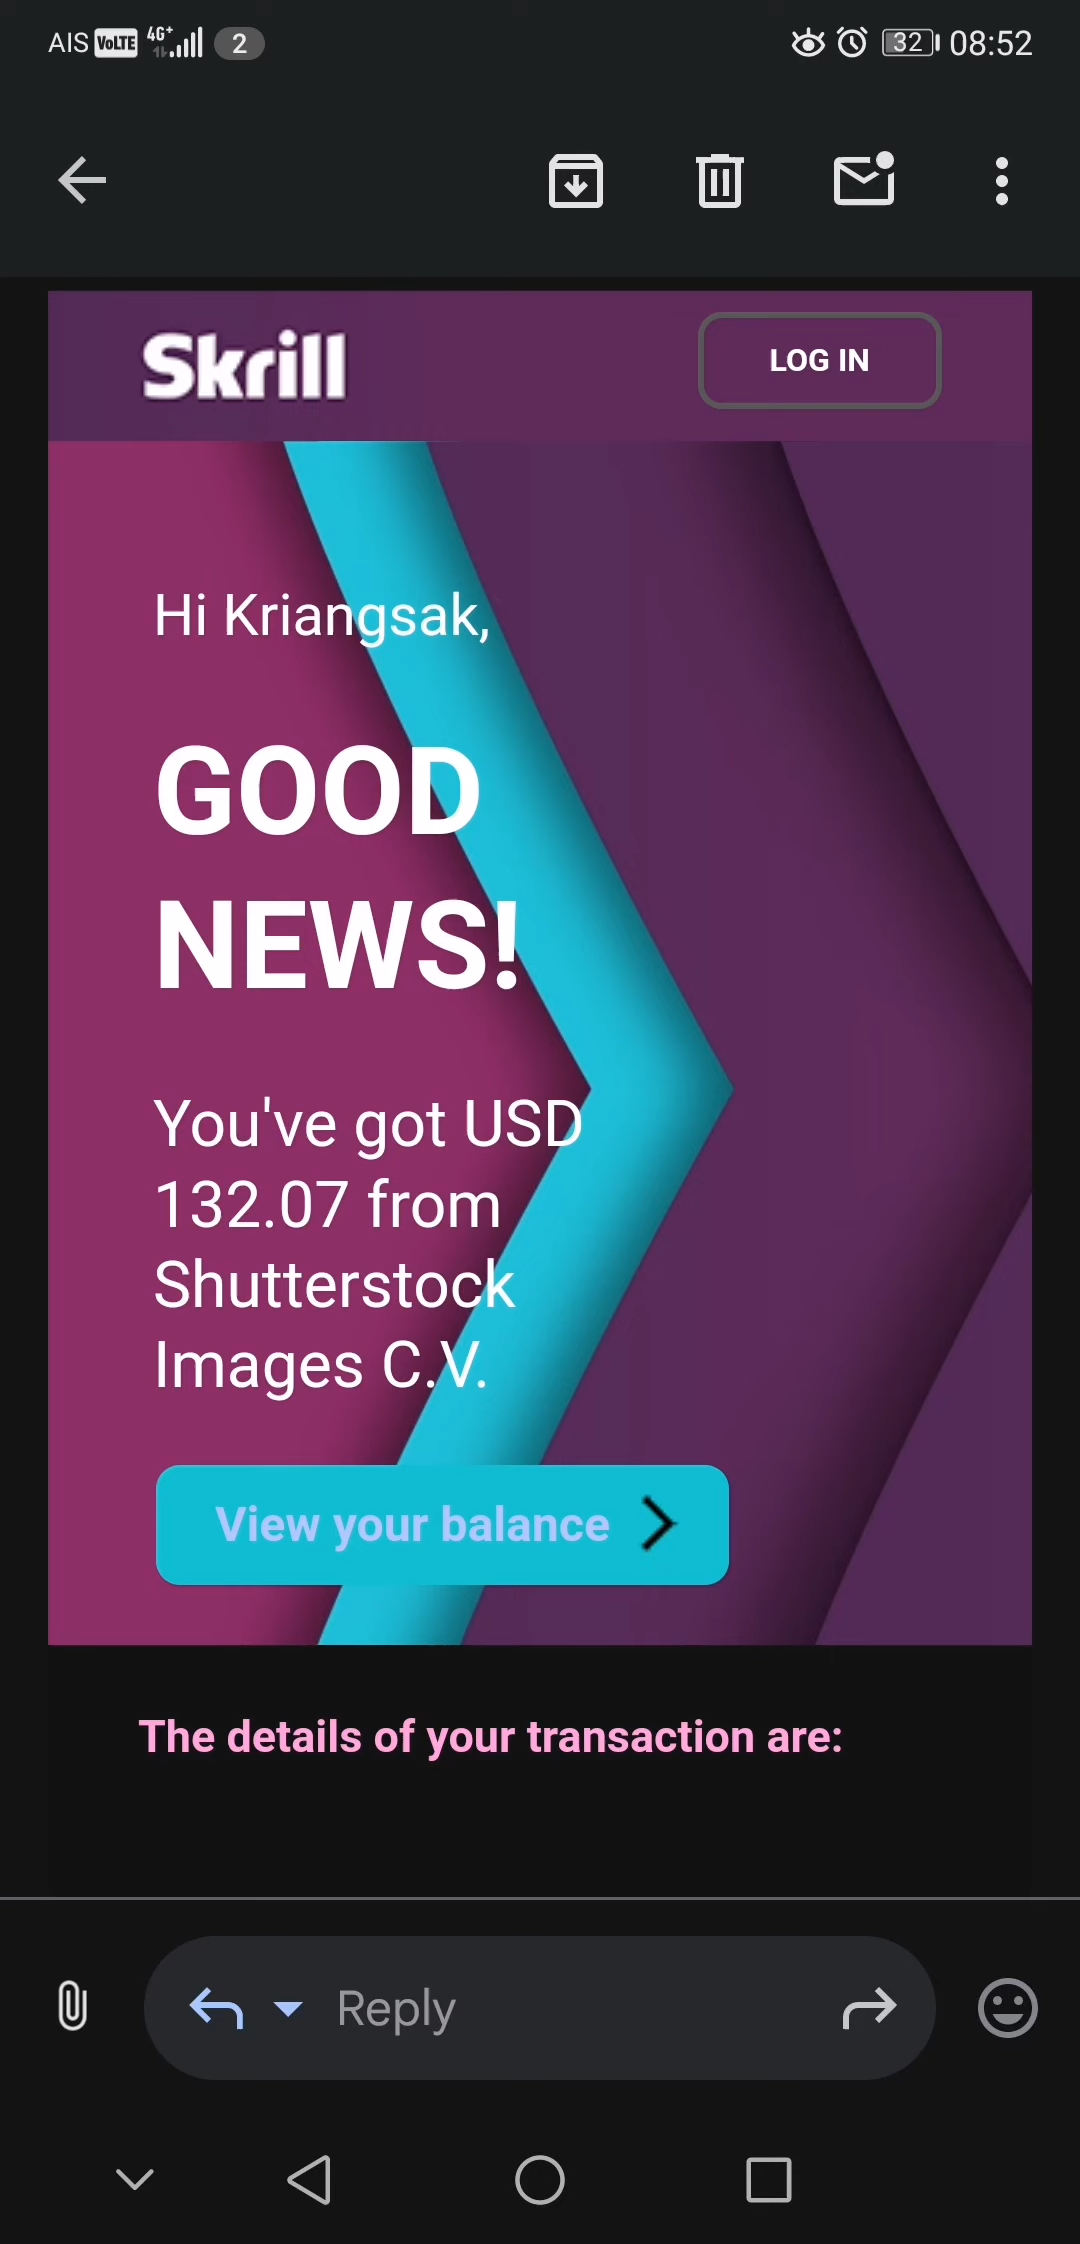 AIS VoLTE 4G+ 2 32 08:52
Skrill LOG IN
Hi Kriangsak,
GOOD
NEWS!
You've got USD
132.07 from
Shutterstock
Images C.V.
View your balance
The details of your transaction are:
Reply